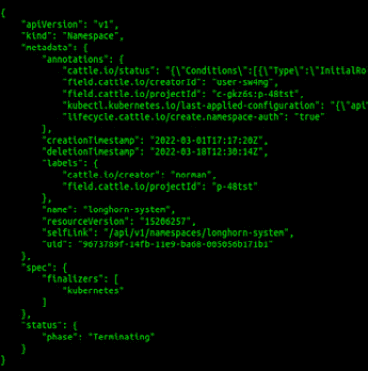 {
"apiVersion": "v1",
"kind": "Namespace",
"metadata": {
"annotations": {
"cattle.io/status": "{\"Conditions\":[{\"Type\":\"InitialRo
"field.cattle.io/creatorId": "user-sw4mg",
"field.cattle.io/projectId": "c-gkz6s:p-48tst",
"kubectl.kubernetes.io/last-applied-configuration": "{\"api
"lifecycle.cattle.io/create.namespace-auth": "true"
},
"creationTimestamp": "2022-03-01T17:17:20Z",
"deletionTimestamp": "2022-03-18T12:30:14Z",
"labels": {
"cattle.io/creator": "norman",
"field.cattle.io/projectId": "p-48tst"
},
"name": "longhorn-system",
"resourceVersion": "15206257",
"selfLink": "/api/v1/namespaces/longhorn-system",
"uid": "9673789f-14fb-11e9-ba68-005056b171b1"
},
"spec": {
"finalizers": [
"kubernetes"
]
},
"status": {
"phase": "Terminating"
}
}